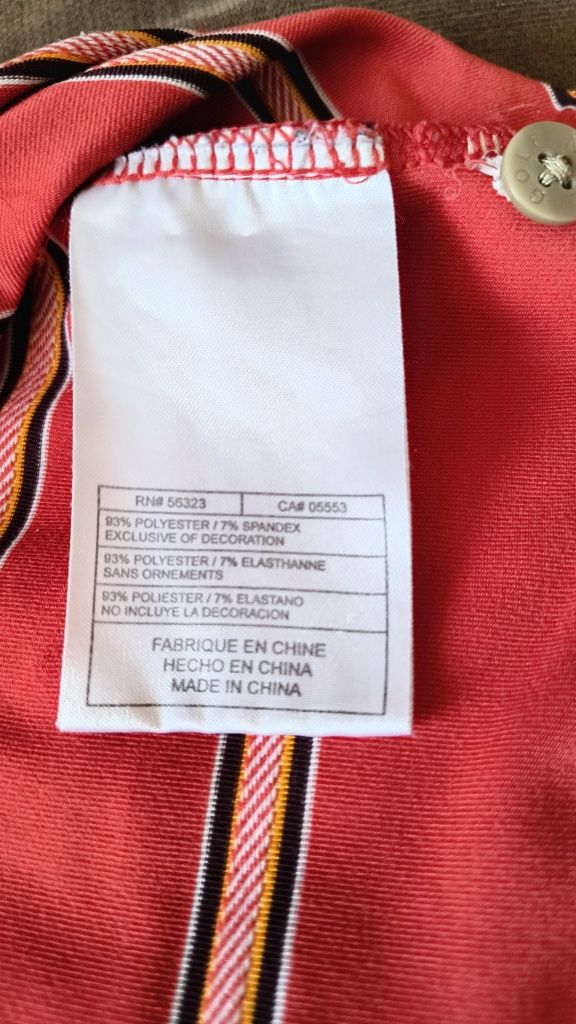 RN# 56323 CA# 05553
93% POLYESTER / 7% SPANDEX
EXCLUSIVE OF DECORATION
93% POLYESTER / 7% ELASTHANNE
SANS ORNEMENTS
93% POLIESTER / 7% ELASTANO
NO INCLUYE LA DECORACION
FABRIQUE EN CHINE
HECHO EN CHINA
MADE IN CHINA